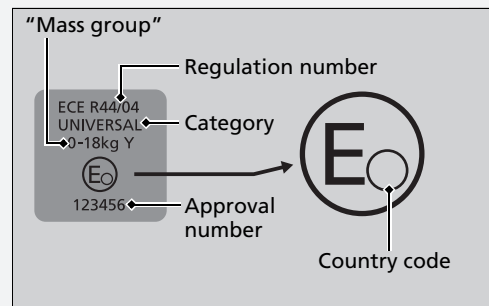 “Mass group”
Regulation number
ECE R44/04
UNIVERSAL
Category
0-18kg Y
E
E
123456
Approval
number
Country code